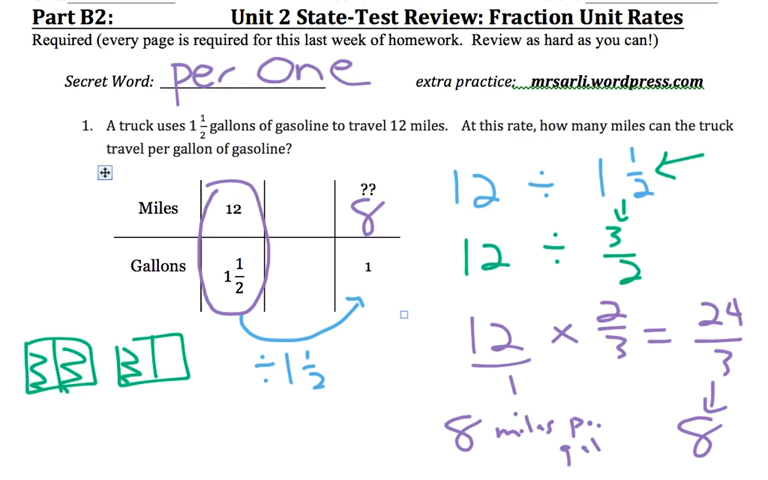 Part B2: Unit 2 State-Test Review: Fraction Unit Rates
Required (every page is required for this last week of homework. Review as hard as you can!)
Secret Word: per one extra practice: mrsarli.wordpress.com
1. A truck uses 1 1/2 gallons of gasoline to travel 12 miles. At this rate, how many miles can the truck
travel per gallon of gasoline?
12 ÷ 1 1/2 ←
??
Miles 12 8
12 ÷ 3/2
Gallons 1 1/2 1
12/1 × 2/3 = 24/3
÷ 1 1/2
8 miles per
gal
8